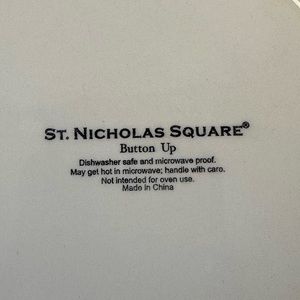 ST. NICHOLAS SQUARE®
Button Up
Dishwasher safe and microwave proof.
May get hot in microwave; handle with care.
Not intended for oven use.
Made in China